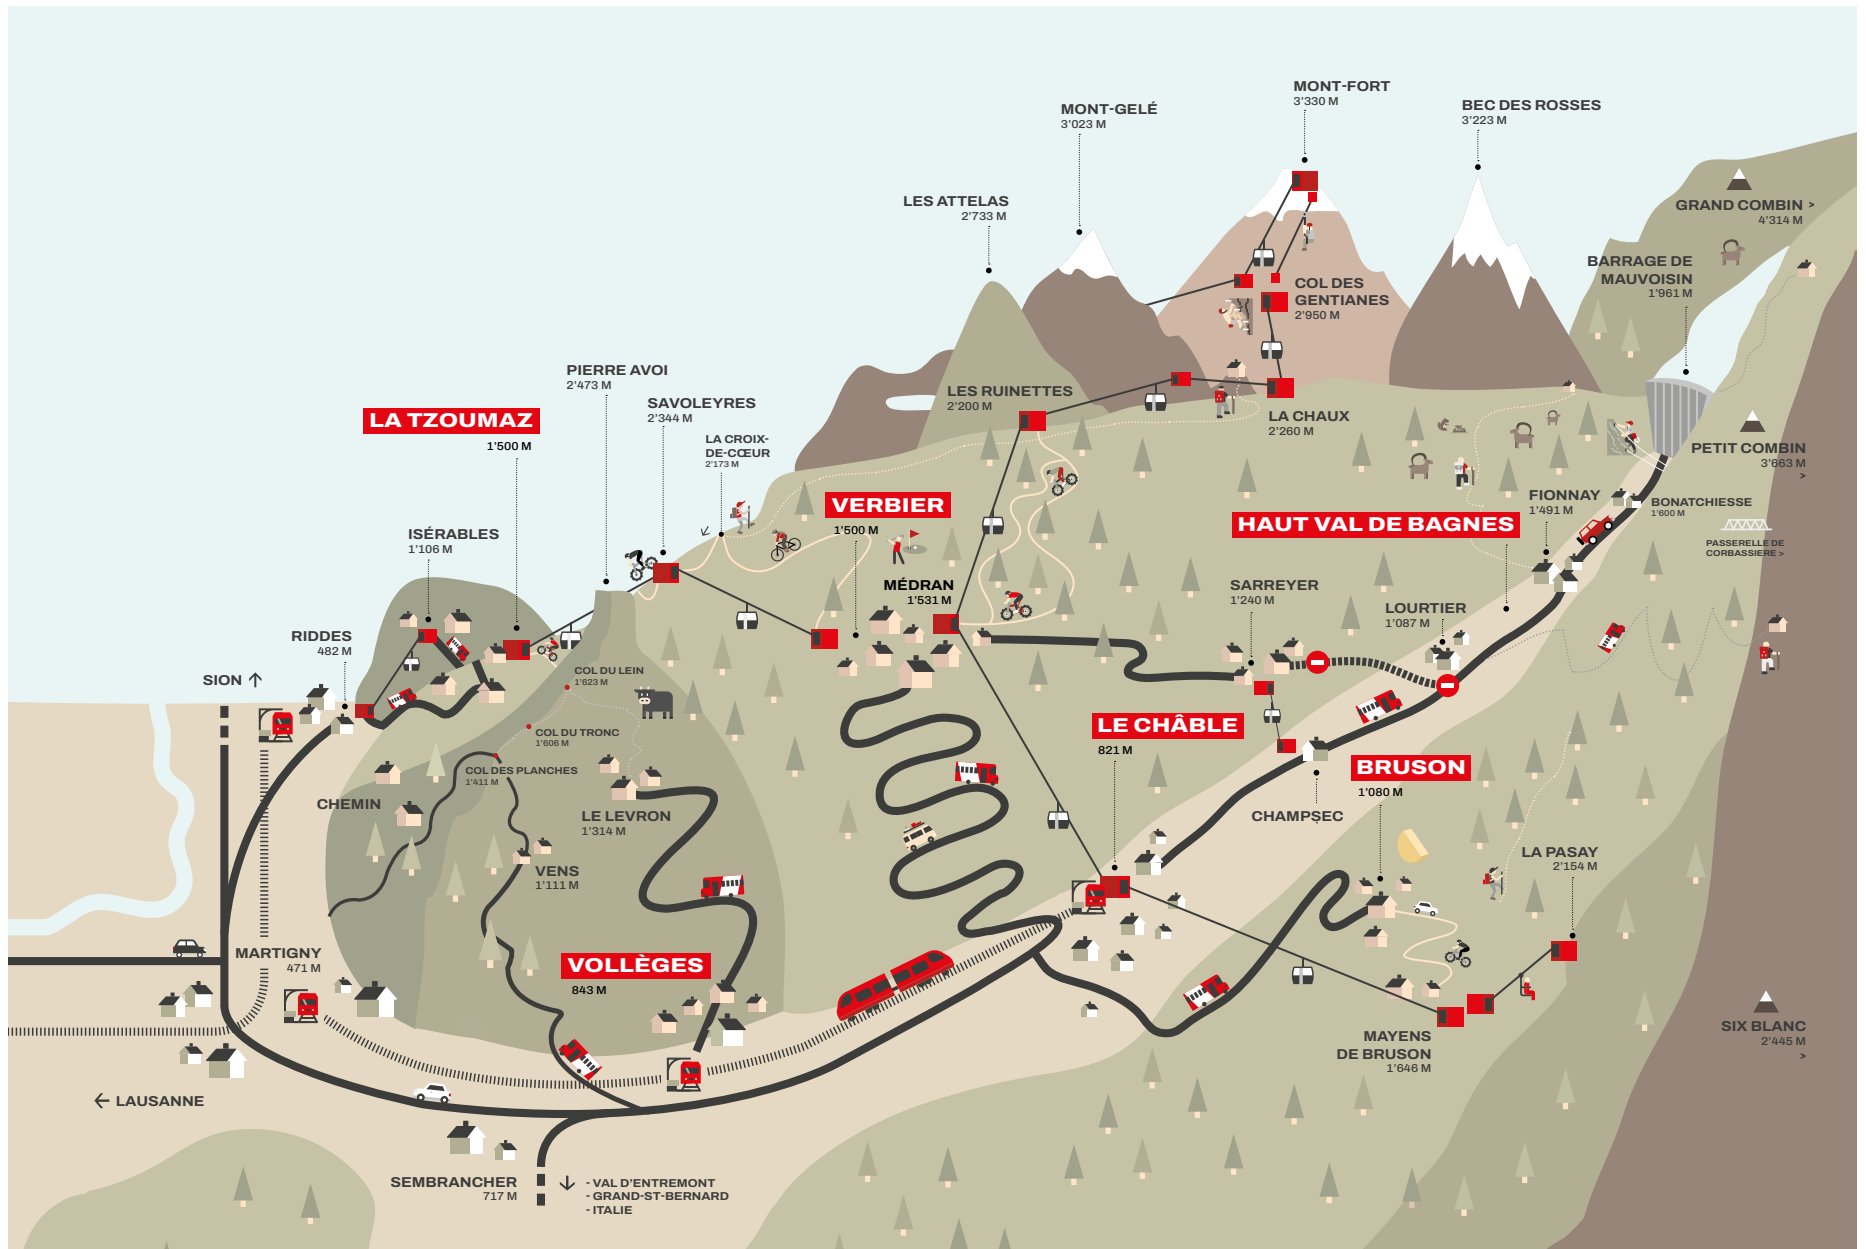 MONT-FORT
3'330 M
BEC DES ROSSES
3'223 M
MONT-GELÉ
3'023 M
LES ATTELAS
2'733 M
GRAND COMBIN >
4'314 M
BARRAGE DE
MAUVOISIN
1'961 M
COL DES
GENTIANES
2'950 M
PIERRE AVOI
2'473 M
SAVOLEYRES
2'344 M
LES RUINETTES
2'200 M
LA CHAUX
2'260 M
LA TZOUMAZ
1'500 M
LA CROIX-
DE-CŒUR
2'173 M
PETIT COMBIN
3'663 M
>
VERBIER
1'500 M
HAUT VAL DE BAGNES
FIONNAY
1'491 M
BONATCHIESSE
1'600 M
PASSERELLE DE
CORBASSIERE >
ISÉRABLES
1'106 M
MÉDRAN
1'531 M
SARREYER
1'240 M
LOURTIER
1'087 M
RIDDES
482 M
SION ↑
COL DU LEIN
1'623 M
COL DU TRONC
1'606 M
COL DES PLANCHES
1'411 M
LE CHÂBLE
821 M
BRUSON
1'080 M
CHEMIN
LE LEVRON
1'314 M
CHAMPSEC
VENS
1'111 M
LA PASAY
2'154 M
MARTIGNY
471 M
VOLLÈGES
843 M
MAYENS
DE BRUSON
1'646 M
SIX BLANC
2'445 M
>
← LAUSANNE
SEMBRANCHER
717 M
↓ - VAL D'ENTREMONT
- GRAND-ST-BERNARD
- ITALIE